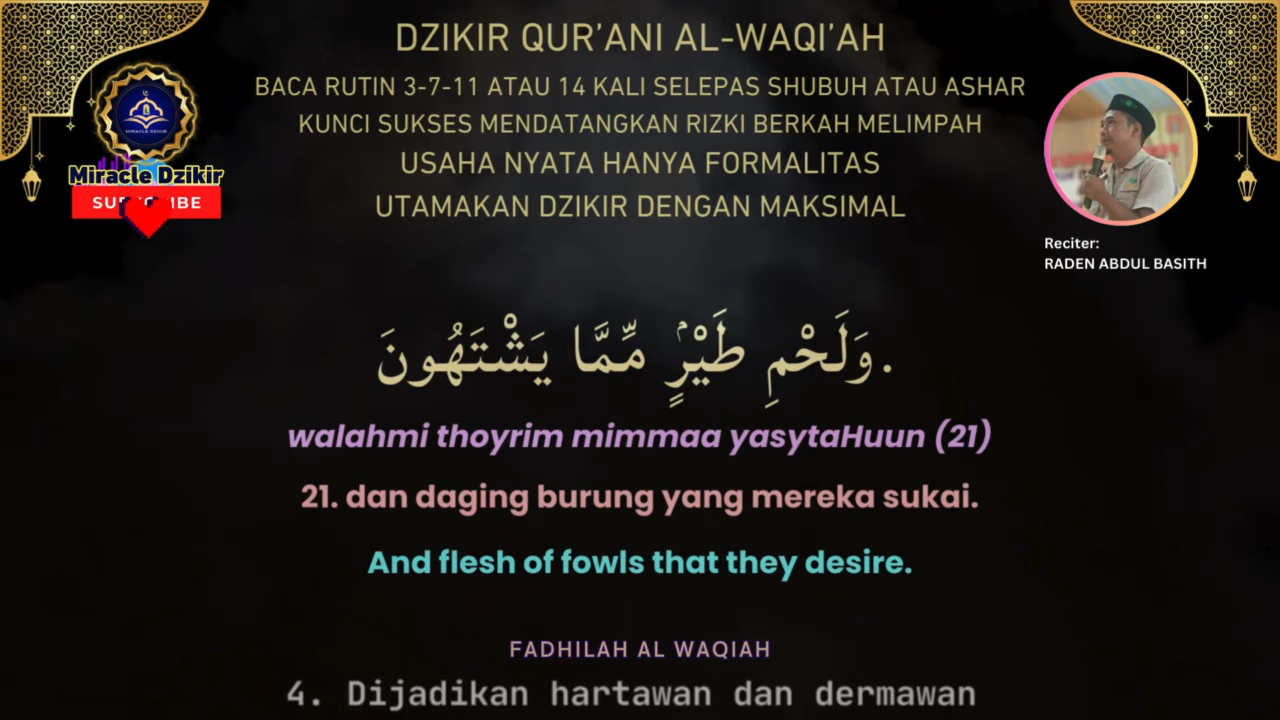 DZIKIR QUR'ANI AL-WAQI'AH
BACA RUTIN 3-7-11 ATAU 14 KALI SELEPAS SHUBUH ATAU ASHAR
KUNCI SUKSES MENDATANGKAN RIZKI BERKAH MELIMPAH
USAHA NYATA HANYA FORMALITAS
UTAMAKAN DZIKIR DENGAN MAKSIMAL
MIRACLE DZIKIR
Miracle Dzikir
Reciter:
RADEN ABDUL BASITH
وَلَحْمِ طَيْرٍۢ مِّمَّا يَشْتَهُونَ.
walahmi thoyrim mimmaa yasytaHuun (21)
21. dan daging burung yang mereka sukai.
And flesh of fowls that they desire.
FADHILAH AL WAQIAH
4. Dijadikan hartawan dan dermawan